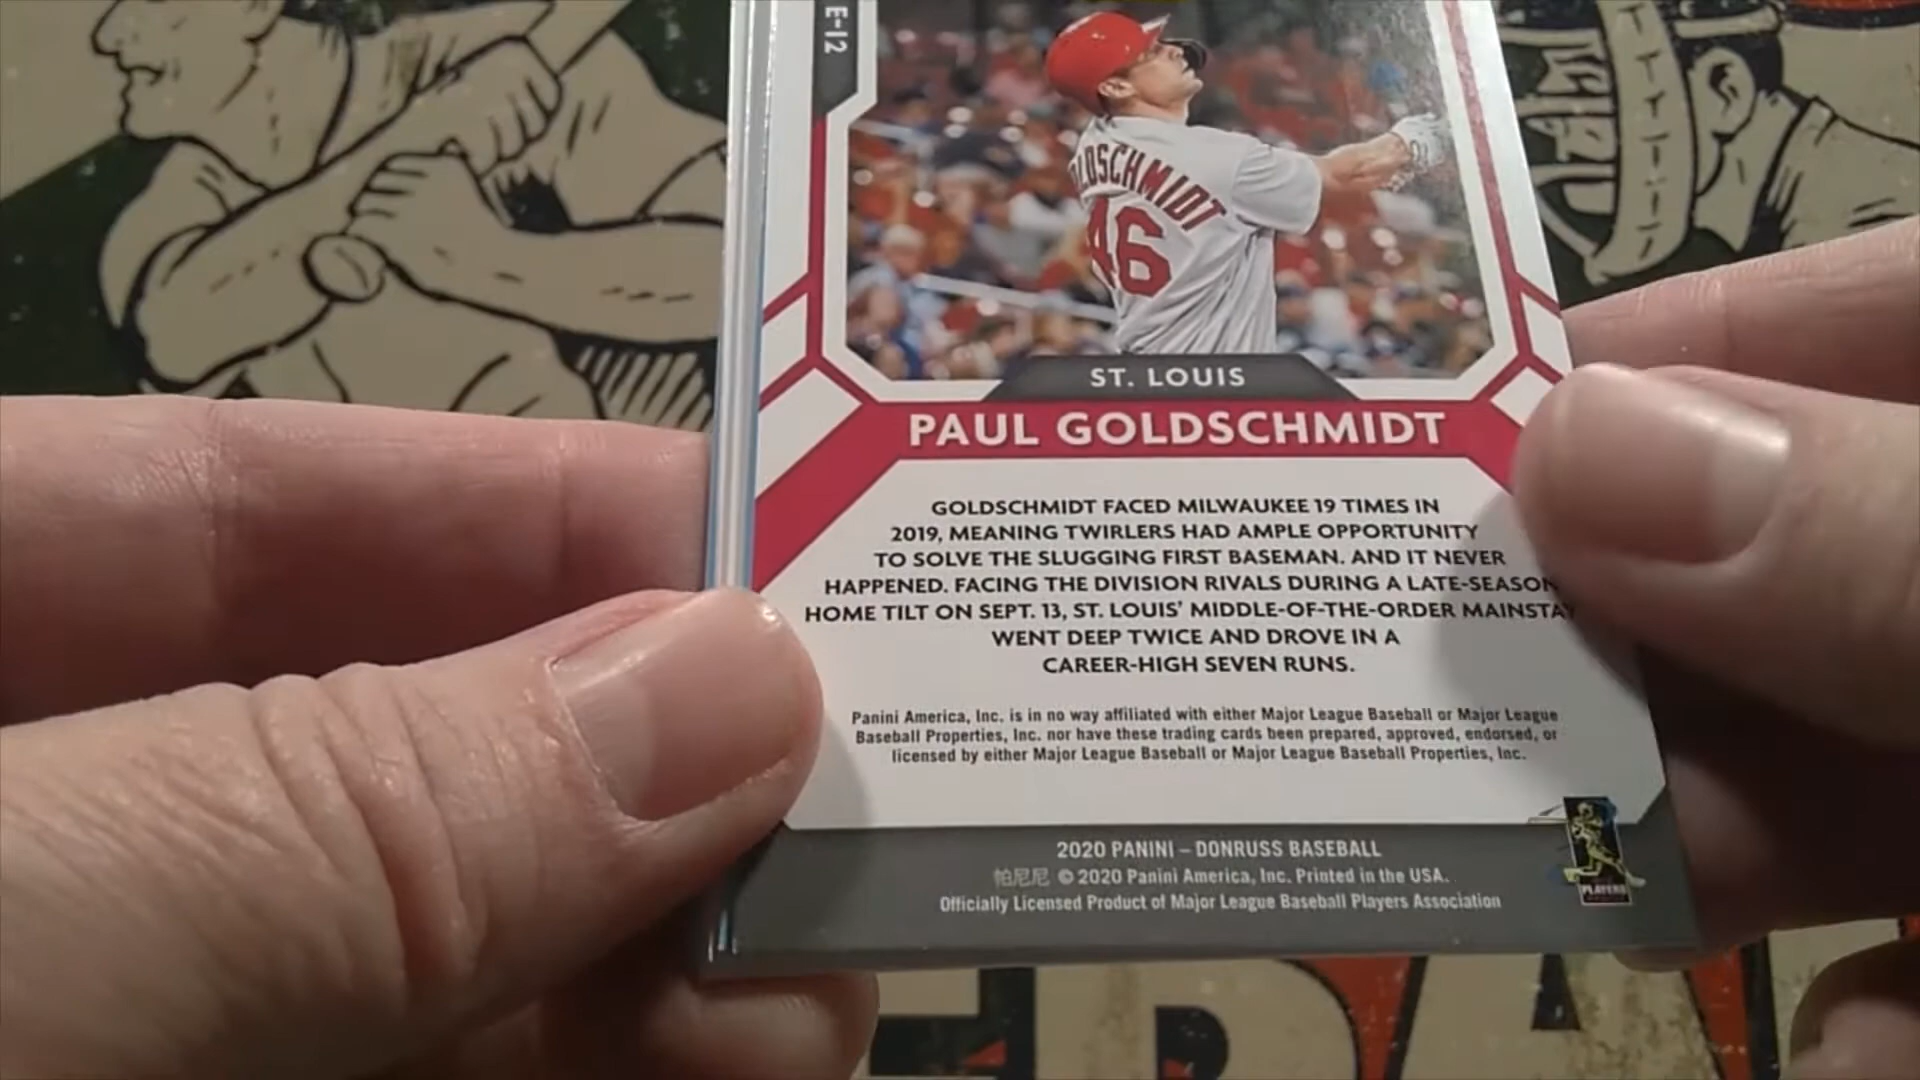 E-12
OLDSCHMIDT
46
ST. LOUIS
PAUL GOLDSCHMIDT
GOLDSCHMIDT FACED MILWAUKEE 19 TIMES IN
2019, MEANING TWIRLERS HAD AMPLE OPPORTUNITY
TO SOLVE THE SLUGGING FIRST BASEMAN. AND IT NEVER
HAPPENED. FACING THE DIVISION RIVALS DURING A LATE-SEASON
HOME TILT ON SEPT. 13, ST. LOUIS' MIDDLE-OF-THE-ORDER MAINSTAY
WENT DEEP TWICE AND DROVE IN A
CAREER-HIGH SEVEN RUNS.
Panini America, Inc. is in no way affiliated with either Major League Baseball or Major League
Baseball Properties, Inc. nor have these trading cards been prepared, approved, endorsed, or
licensed by either Major League Baseball or Major League Baseball Properties, Inc.
2020 PANINI – DONRUSS BASEBALL
帕尼尼 © 2020 Panini America, Inc. Printed in the USA.
Officially Licensed Product of Major League Baseball Players Association
PLAYERS